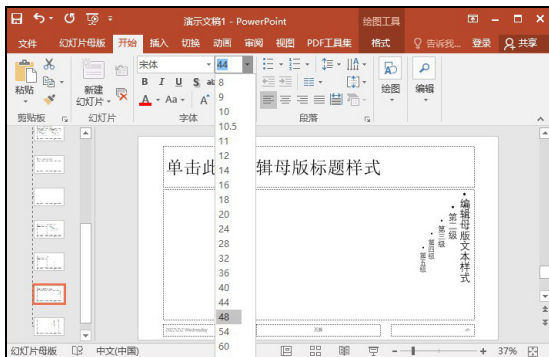 演示文稿1 - PowerPoint
绘图工具
文件 幻灯片母版 开始 插入 切换 动画 审阅 视图 PDF工具集 格式 告诉我... 登录 共享
宋体 44
B I U S
A Aa A
粘贴
新建
幻灯片
绘图
编辑
剪贴板 幻灯片 字体 段落
8
9
10
10.5
11
12
14
16
18
20
24
28
32
36
40
44
48
54
60
单击此
辑母版标题样式
• 编辑母版文本样式
• 第二级
• 第三级
• 第四级
• 第五级
页脚
幻灯片母版 中文(中国) 37%